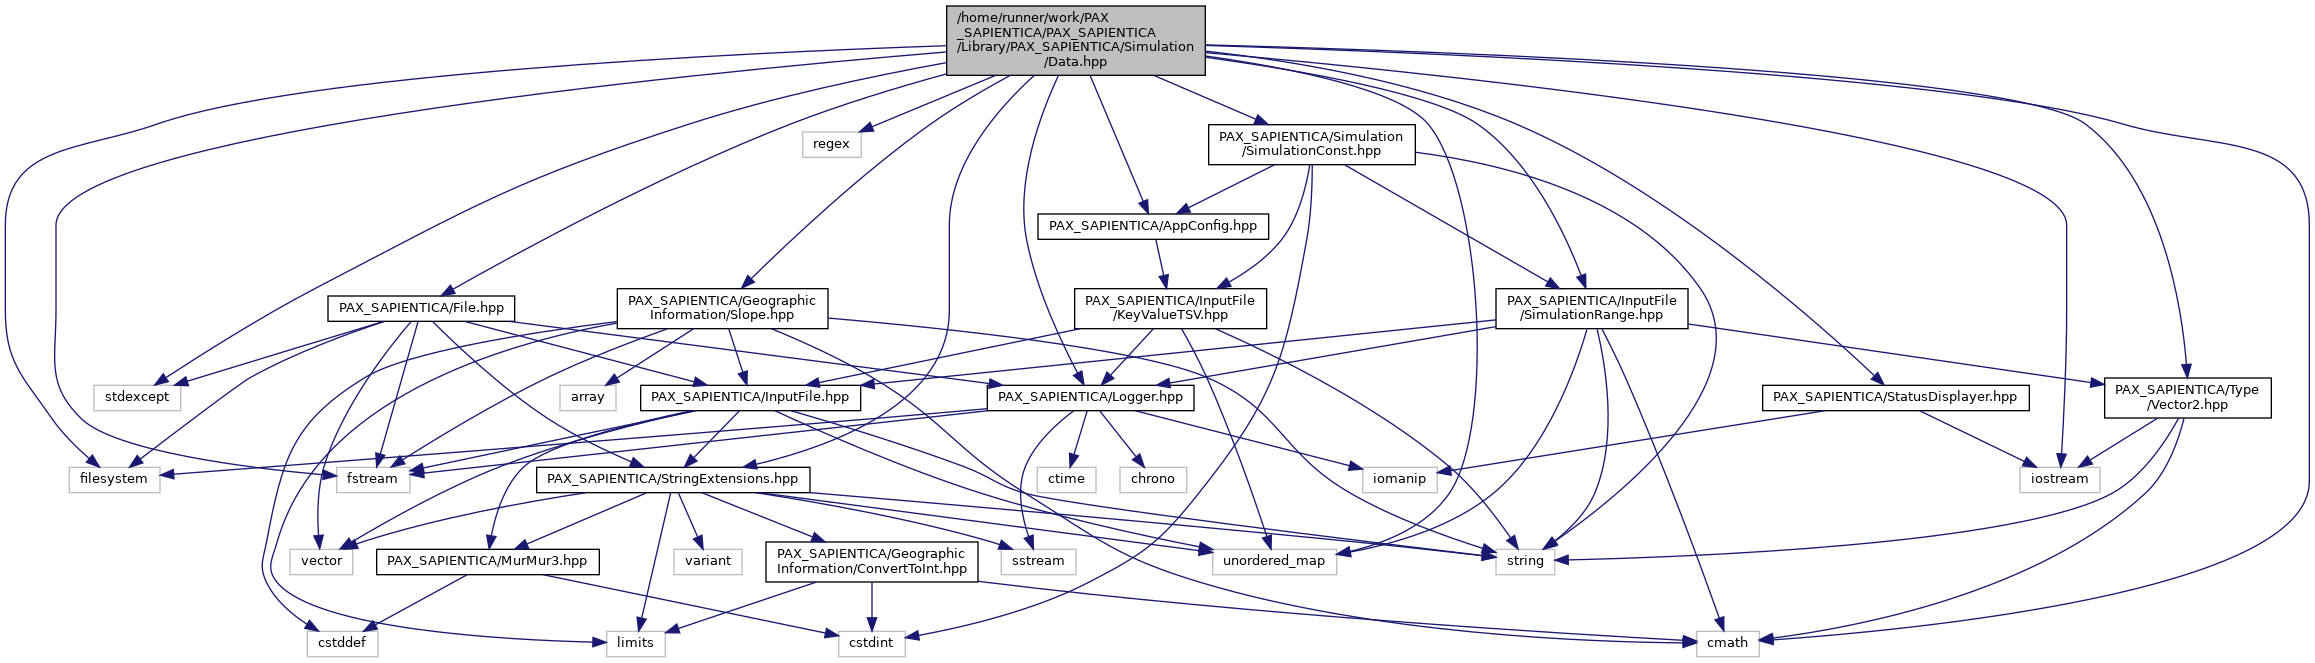 /home/runner/work/PAX
_SAPIENTICA/PAX_SAPIENTICA
/Library/PAX_SAPIENTICA/Simulation
/Data.hpp
regex
PAX_SAPIENTICA/Simulation
/SimulationConst.hpp
PAX_SAPIENTICA/AppConfig.hpp
PAX_SAPIENTICA/File.hpp
PAX_SAPIENTICA/Geographic
Information/Slope.hpp
PAX_SAPIENTICA/InputFile
/KeyValueTSV.hpp
PAX_SAPIENTICA/InputFile
/SimulationRange.hpp
stdexcept
array
PAX_SAPIENTICA/InputFile.hpp
PAX_SAPIENTICA/Logger.hpp
PAX_SAPIENTICA/StatusDisplayer.hpp
PAX_SAPIENTICA/Type
/Vector2.hpp
filesystem
fstream
PAX_SAPIENTICA/StringExtensions.hpp
ctime
chrono
iomanip
iostream
vector
PAX_SAPIENTICA/MurMur3.hpp
variant
PAX_SAPIENTICA/Geographic
Information/ConvertToInt.hpp
sstream
unordered_map
string
cstddef
limits
cstdint
cmath